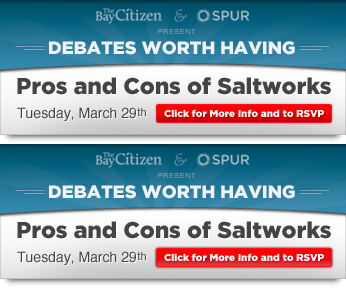 The Bay Citizen & SPUR
PRESENT
DEBATES WORTH HAVING
Pros and Cons of Saltworks
Tuesday, March 29th Click for More Info and to RSVP
The Bay Citizen & SPUR
PRESENT
DEBATES WORTH HAVING
Pros and Cons of Saltworks
Tuesday, March 29th Click for More Info and to RSVP